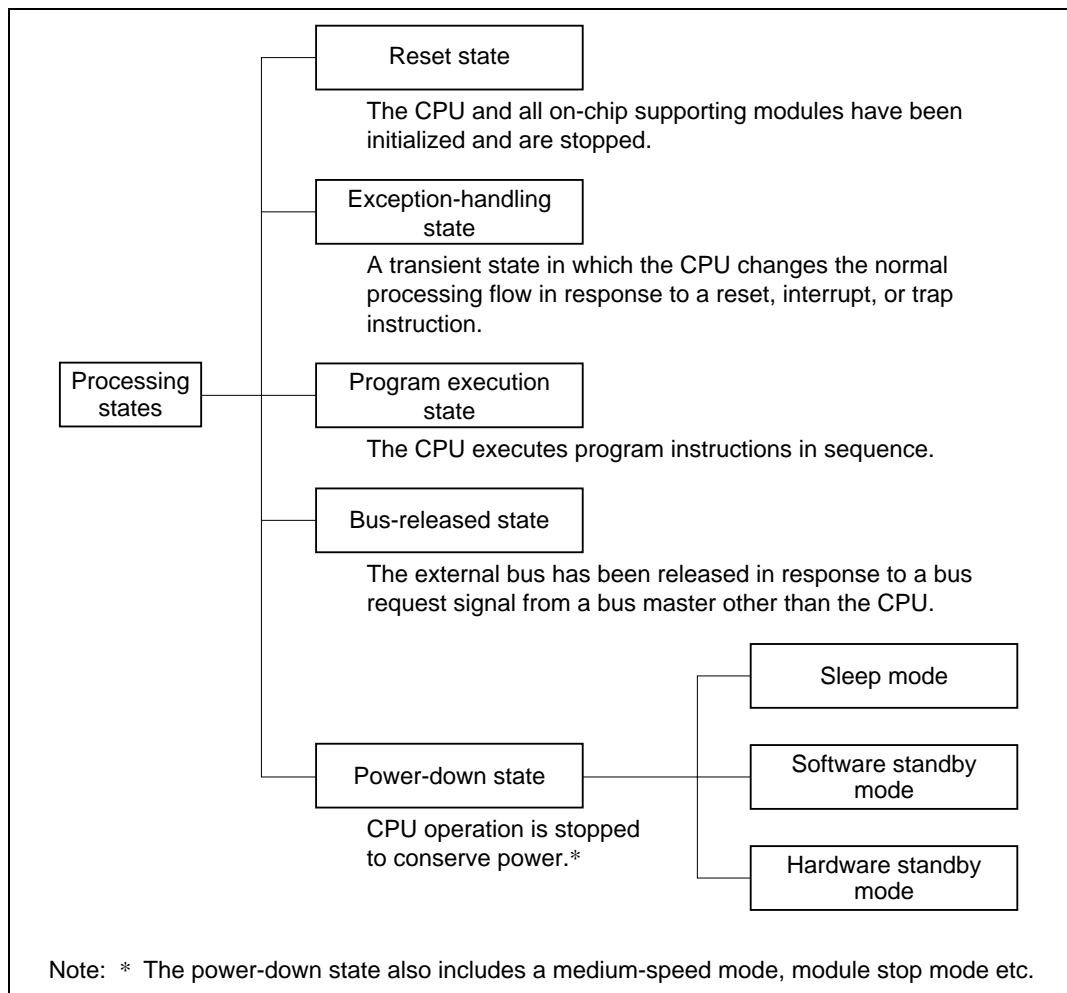 Reset state
The CPU and all on-chip supporting modules have been
initialized and are stopped.
Exception-handling
state
A transient state in which the CPU changes the normal
processing flow in response to a reset, interrupt, or trap
instruction.
Processing
states
Program execution
state
The CPU executes program instructions in sequence.
Bus-released state
The external bus has been released in response to a bus
request signal from a bus master other than the CPU.
Sleep mode
Power-down state
CPU operation is stopped
to conserve power.*
Software standby
mode
Hardware standby
mode
Note: * The power-down state also includes a medium-speed mode, module stop mode etc.